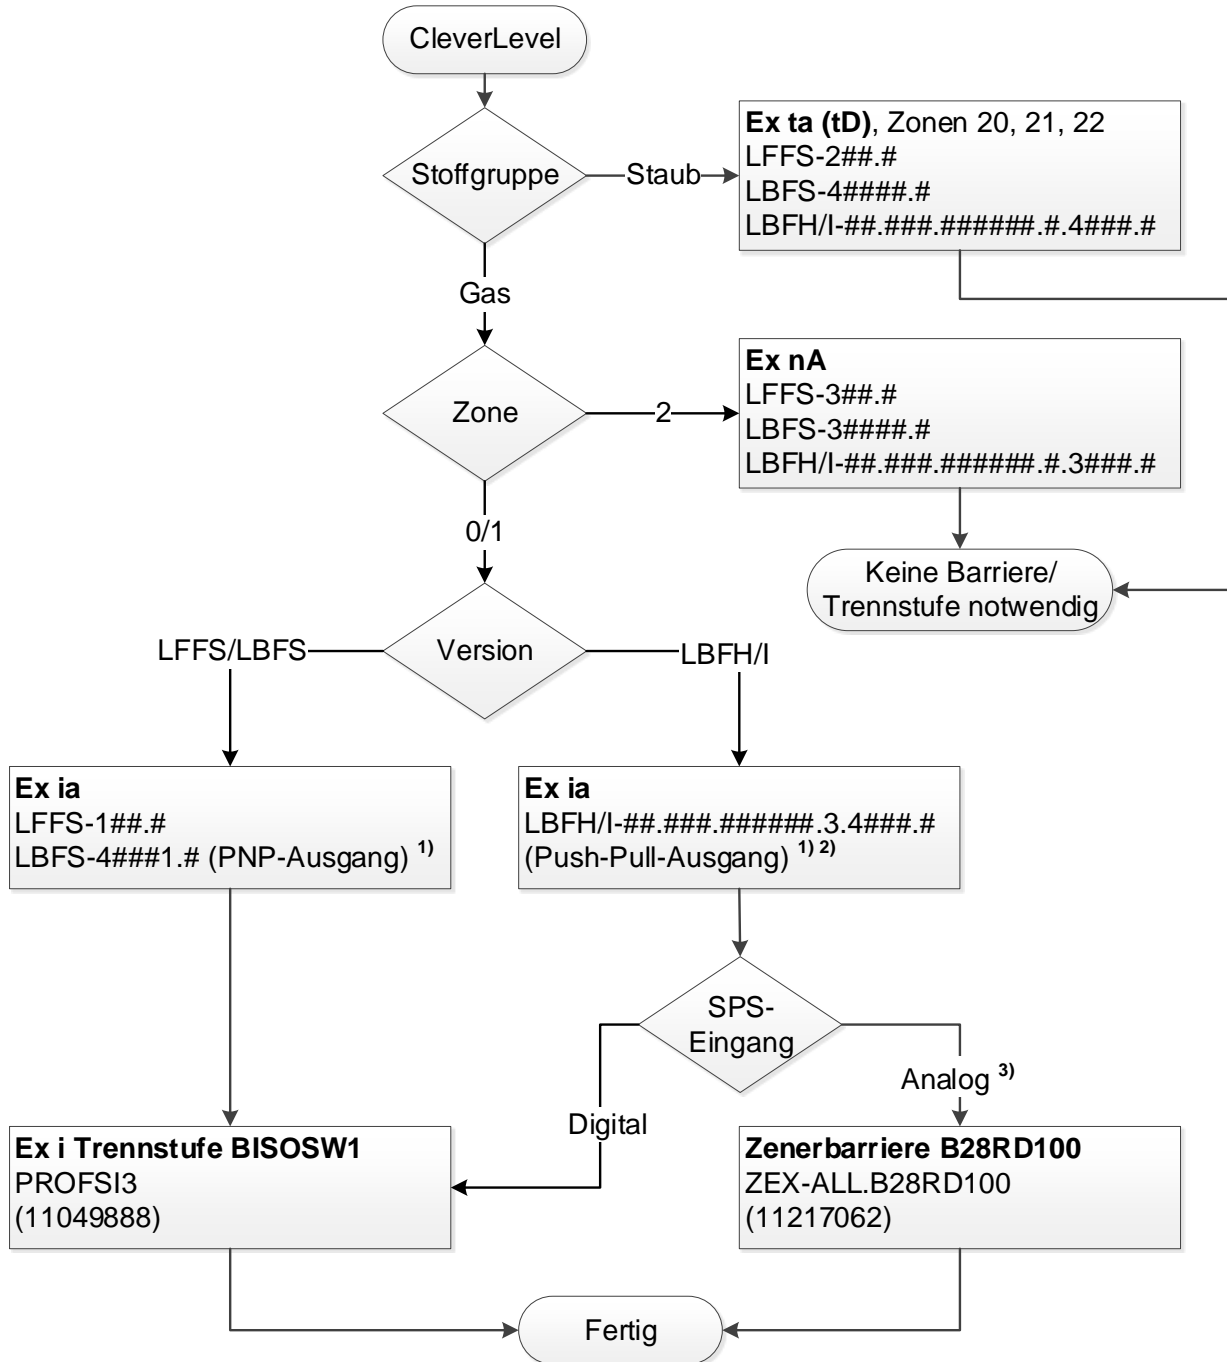 CleverLevel
Stoffgruppe
Staub
Ex ta (tD), Zonen 20, 21, 22
LFFS-2##.#
LBFS-4####.#
LBFH/I-##.###.######.#.4###.#
Gas
Zone
2
Ex nA
LFFS-3##.#
LBFS-3####.#
LBFH/I-##.###.######.#.3###.#
0/1
Keine Barriere/
Trennstufe notwendig
Version
LFFS/LBFS
LBFH/I
Ex ia
LFFS-1##.#
LBFS-4###1.# (PNP-Ausgang) 1)
Ex ia
LBFH/I-##.###.######.3.4###.#
(Push-Pull-Ausgang) 1) 2)
SPS-
Eingang
Digital
Analog 3)
Ex i Trennstufe BISOSW1
PROFSI3
(11049888)
Zenerbarriere B28RD100
ZEX-ALL.B28RD100
(11217062)
Fertig